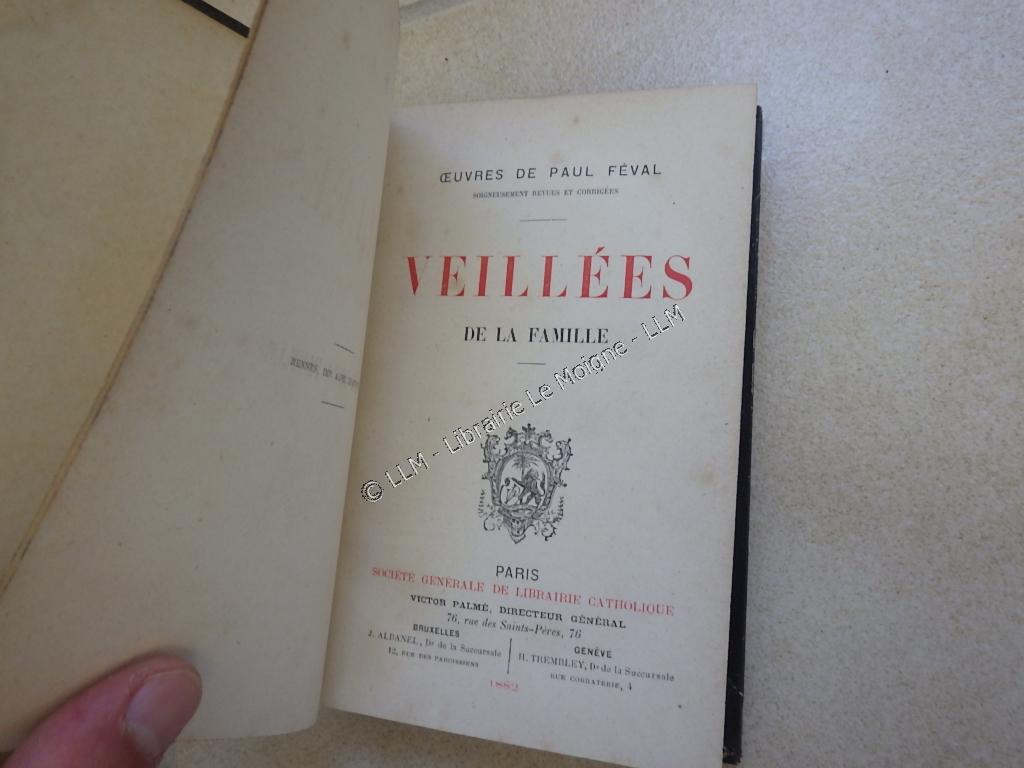 ŒUVRES DE PAUL FÉVAL
SOIGNEUSEMENT REVUES ET CORRIGÉES
VEILLÉES
DE LA FAMILLE
© LLM - Librairie Le Moigne - LLM
PARIS
SOCIÉTÉ GÉNÉRALE DE LIBRAIRIE CATHOLIQUE
VICTOR PALMÉ, DIRECTEUR GÉNÉRAL
76, rue des Saints-Pères, 76
BRUXELLES
J. ALBANEL, Dr de la Succursale
12, RUE DES PAROISSIENS
GENÈVE
H. TREMBLEY, Dr de la Succursale
RUE CORRATERIE, 4
1882
RENNES,